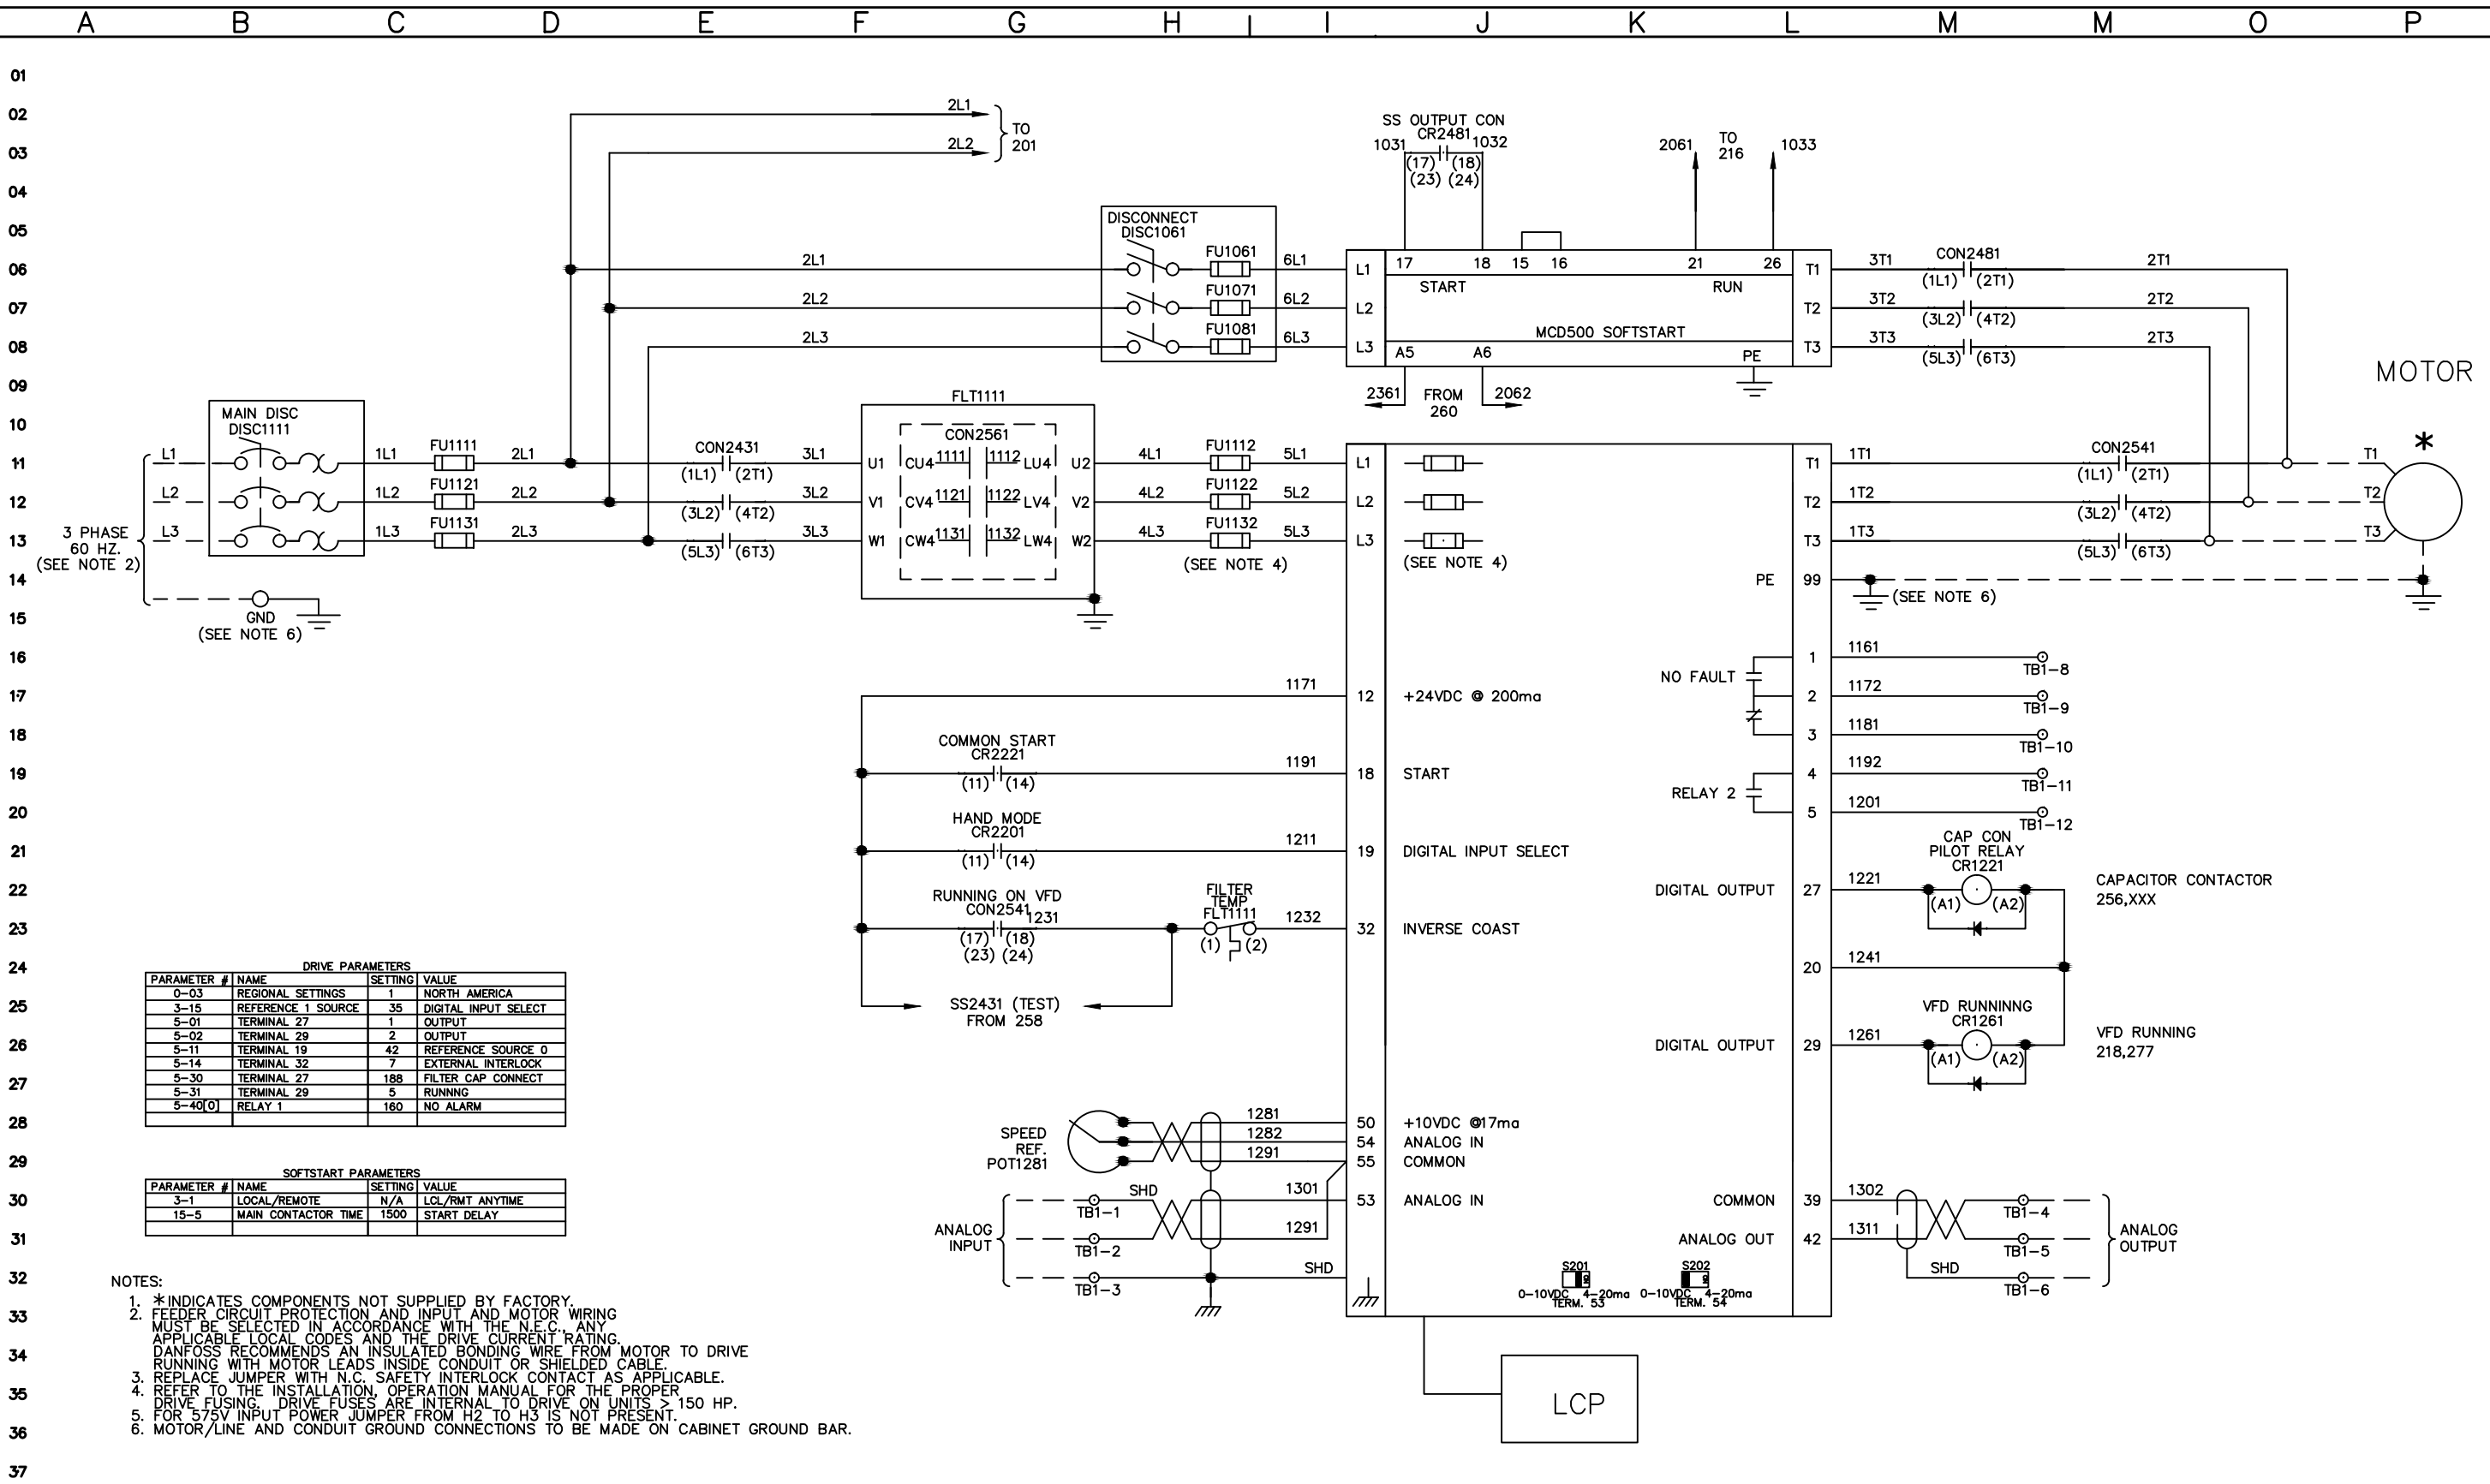 A B C D E F G H I J K L M M O P
01
02
03
04
05
06
07
08
09
10
11
12
13
14
15
16
17
18
19
20
21
22
23
24
25
26
27
28
29
30
31
32
33
34
35
36
37
2L1
2L2
TO
201
SS OUTPUT CON
CR2481
1031 1032
(17) (18)
(23) (24)
2061 TO
216 1033
DISCONNECT
DISC1061
2L1 FU1061 6L1
2L2 FU1071 6L2
2L3 FU1081 6L3
L1 17 18 15 16 21 26 T1
START RUN
L2 T2
MCD500 SOFTSTART
L3 A5 A6 PE T3
2361 FROM
260 2062
3T1 CON2481 2T1
(1L1) (2T1)
3T2 2T2
(3L2) (4T2)
3T3 2T3
(5L3) (6T3)
MOTOR
*
MAIN DISC
DISC1111
L1 1L1 FU1111 2L1
L2 1L2 FU1121 2L2
L3 1L3 FU1131 2L3
3 PHASE
60 HZ.
(SEE NOTE 2)
GND
(SEE NOTE 6)
CON2431 3L1
(1L1) (2T1)
3L2
(3L2) (4T2)
3L3
(5L3) (6T3)
FLT1111
CON2561
U1 CU4 1111 1112 LU4 U2
V1 CV4 1121 1122 LV4 V2
W1 CW4 1131 1132 LW4 W2
4L1 FU1112 5L1
4L2 FU1122 5L2
4L3 FU1132 5L3
(SEE NOTE 4)
L1
L2
L3
(SEE NOTE 4)
T1 1T1 CON2541 T1
(1L1) (2T1)
T2 1T2 T2
(3L2) (4T2)
T3 1T3 T3
(5L3) (6T3)
PE 99
(SEE NOTE 6)
1171 12 +24VDC @ 200ma
COMMON START
CR2221
(11) (14)
1191 18 START
HAND MODE
CR2201
(11) (14)
1211 19 DIGITAL INPUT SELECT
RUNNING ON VFD
CON2541
1231
(17) (18)
(23) (24)
FILTER
TEMP
FLT1111
(1) (2)
1232 32 INVERSE COAST
SS2431 (TEST)
FROM 258
NO FAULT
1 1161 TB1-8
2 1172 TB1-9
3 1181 TB1-10
RELAY 2
4 1192 TB1-11
5 1201 TB1-12
CAP CON
PILOT RELAY
CR1221
DIGITAL OUTPUT 27 1221
(A1) (A2)
CAPACITOR CONTACTOR
256,XXX
20 1241
VFD RUNNINNG
CR1261
DIGITAL OUTPUT 29 1261
(A1) (A2)
VFD RUNNING
218,277
DRIVE PARAMETERS
PARAMETER # NAME SETTING VALUE
0-03 REGIONAL SETTINGS 1 NORTH AMERICA
3-15 REFERENCE 1 SOURCE 35 DIGITAL INPUT SELECT
5-01 TERMINAL 27 1 OUTPUT
5-02 TERMINAL 29 2 OUTPUT
5-11 TERMINAL 19 42 REFERENCE SOURCE 0
5-14 TERMINAL 32 7 EXTERNAL INTERLOCK
5-30 TERMINAL 27 188 FILTER CAP CONNECT
5-31 TERMINAL 29 5 RUNNNG
5-40[0] RELAY 1 160 NO ALARM
SOFTSTART PARAMETERS
PARAMETER # NAME SETTING VALUE
3-1 LOCAL/REMOTE N/A LCL/RMT ANYTIME
15-5 MAIN CONTACTOR TIME 1500 START DELAY
SPEED
REF.
POT1281
1281 50 +10VDC @17ma
1282 54 ANALOG IN
1291 55 COMMON
ANALOG
INPUT
SHD
TB1-1 1301 53 ANALOG IN
TB1-2 1291
TB1-3 SHD
COMMON 39 1302 TB1-4
ANALOG OUT 42 1311 TB1-5
SHD TB1-6
ANALOG
OUTPUT
S201
0-10VDC 4-20ma
TERM. 53
S202
0-10VDC 4-20ma
TERM. 54
LCP
NOTES:
1. *INDICATES COMPONENTS NOT SUPPLIED BY FACTORY.
2. FEEDER CIRCUIT PROTECTION AND INPUT AND MOTOR WIRING
MUST BE SELECTED IN ACCORDANCE WITH THE N.E.C., ANY
APPLICABLE LOCAL CODES AND THE DRIVE CURRENT RATING.
DANFOSS RECOMMENDS AN INSULATED BONDING WIRE FROM MOTOR TO DRIVE
RUNNING WITH MOTOR LEADS INSIDE CONDUIT OR SHIELDED CABLE.
3. REPLACE JUMPER WITH N.C. SAFETY INTERLOCK CONTACT AS APPLICABLE.
4. REFER TO THE INSTALLATION, OPERATION MANUAL FOR THE PROPER
DRIVE FUSING. DRIVE FUSES ARE INTERNAL TO DRIVE ON UNITS > 150 HP.
5. FOR 575V INPUT POWER JUMPER FROM H2 TO H3 IS NOT PRESENT.
6. MOTOR/LINE AND CONDUIT GROUND CONNECTIONS TO BE MADE ON CABINET GROUND BAR.